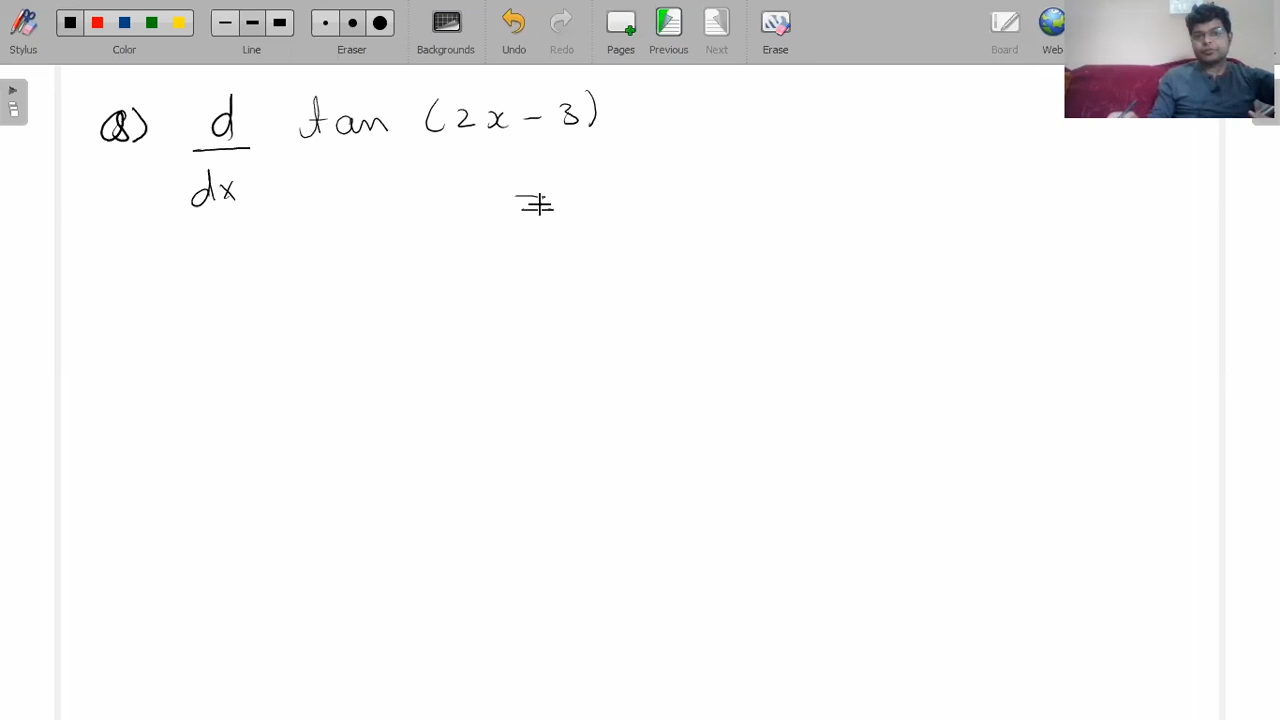 Stylus Color Line Eraser Backgrounds Undo Redo Pages Previous Next Erase Board Web
Q) d/dx tan (2x - 3)
=